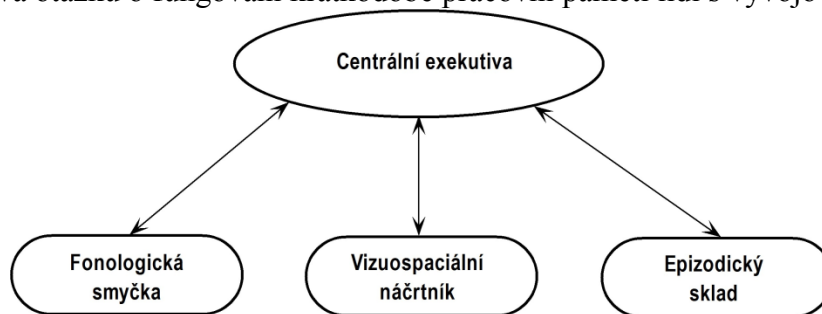 Centrální exekutiva
Fonologická
smyčka
Vizuospaciální
náčrtník
Epizodický
sklad